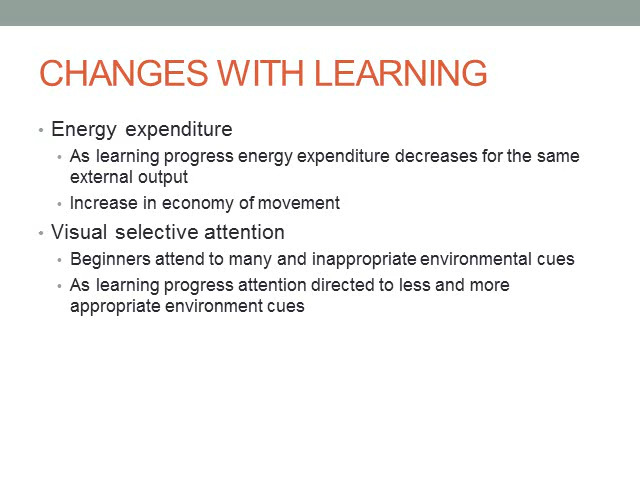 CHANGES WITH LEARNING
• Energy expenditure
• As learning progress energy expenditure decreases for the same
external output
• Increase in economy of movement
• Visual selective attention
• Beginners attend to many and inappropriate environmental cues
• As learning progress attention directed to less and more
appropriate environment cues